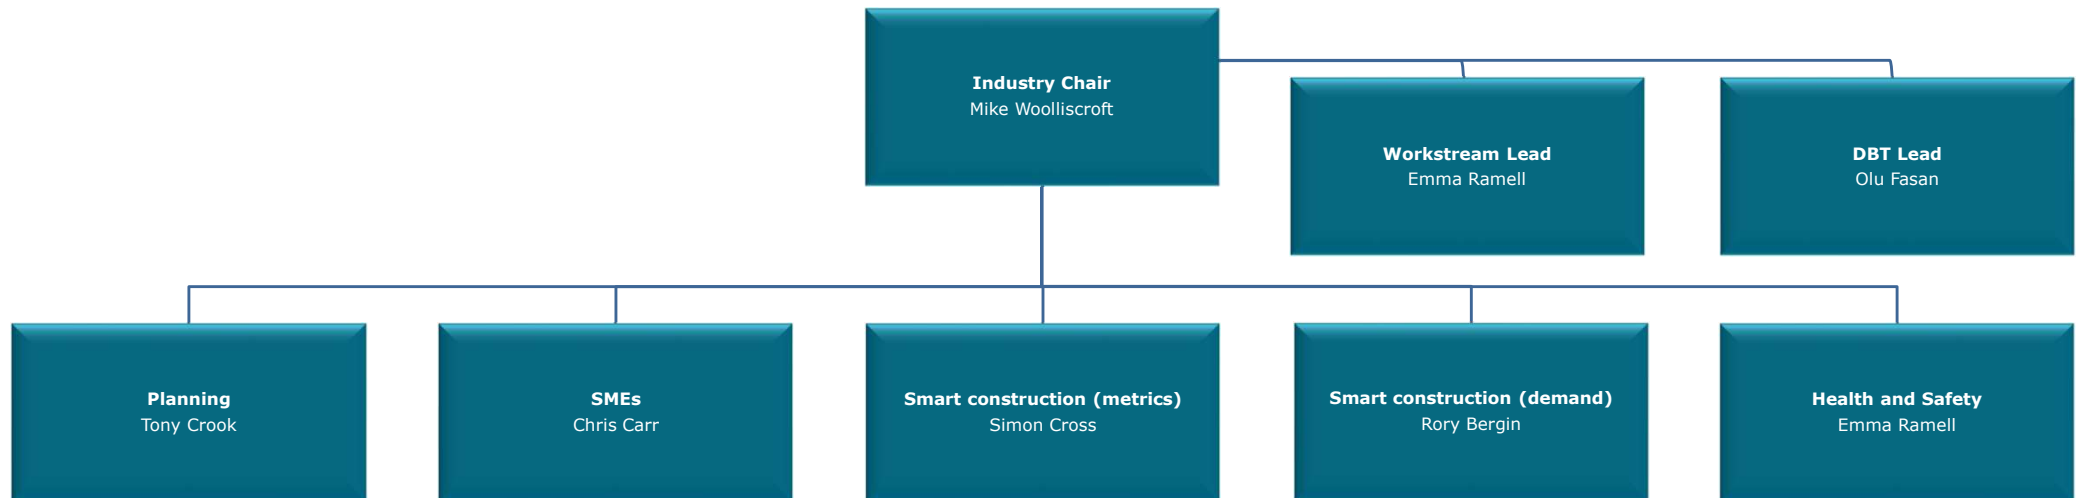 Industry Chair
Mike Woolliscroft
Workstream Lead
Emma Ramell
DBT Lead
Olu Fasan
Planning
Tony Crook
SMEs
Chris Carr
Smart construction (metrics)
Simon Cross
Smart construction (demand)
Rory Bergin
Health and Safety
Emma Ramell